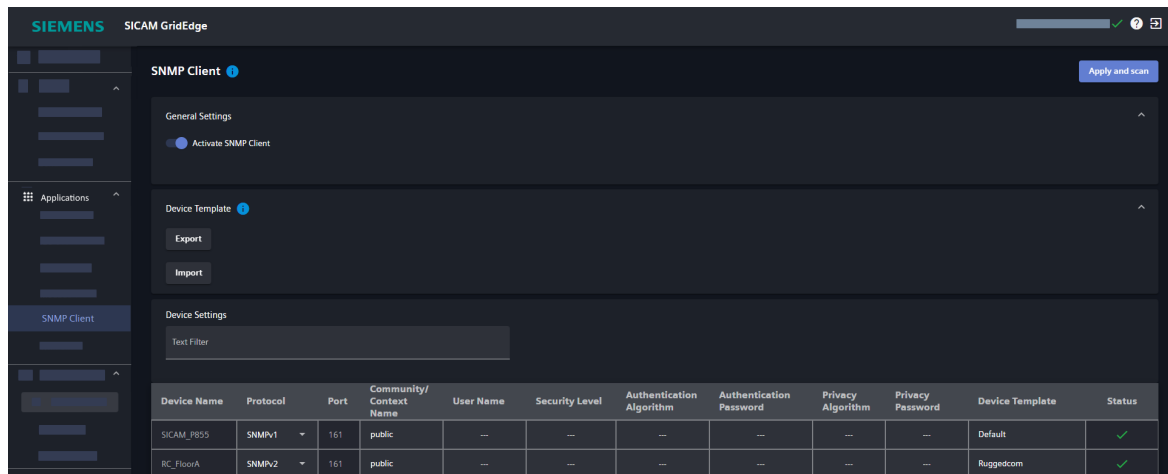 SIEMENS SICAM GridEdge
SNMP Client
Apply and scan
General Settings
Activate SNMP Client
Applications
Device Template
Export
Import
SNMP Client
Device Settings
Text Filter
Device Name Protocol Port Community/ Context Name User Name Security Level Authentication Algorithm Authentication Password Privacy Algorithm Privacy Password Device Template Status
SICAM_P855 SNMPv1 161 public --- --- --- --- --- --- Default
RC_FloorA SNMPv2 161 public --- --- --- --- --- --- Ruggedcom